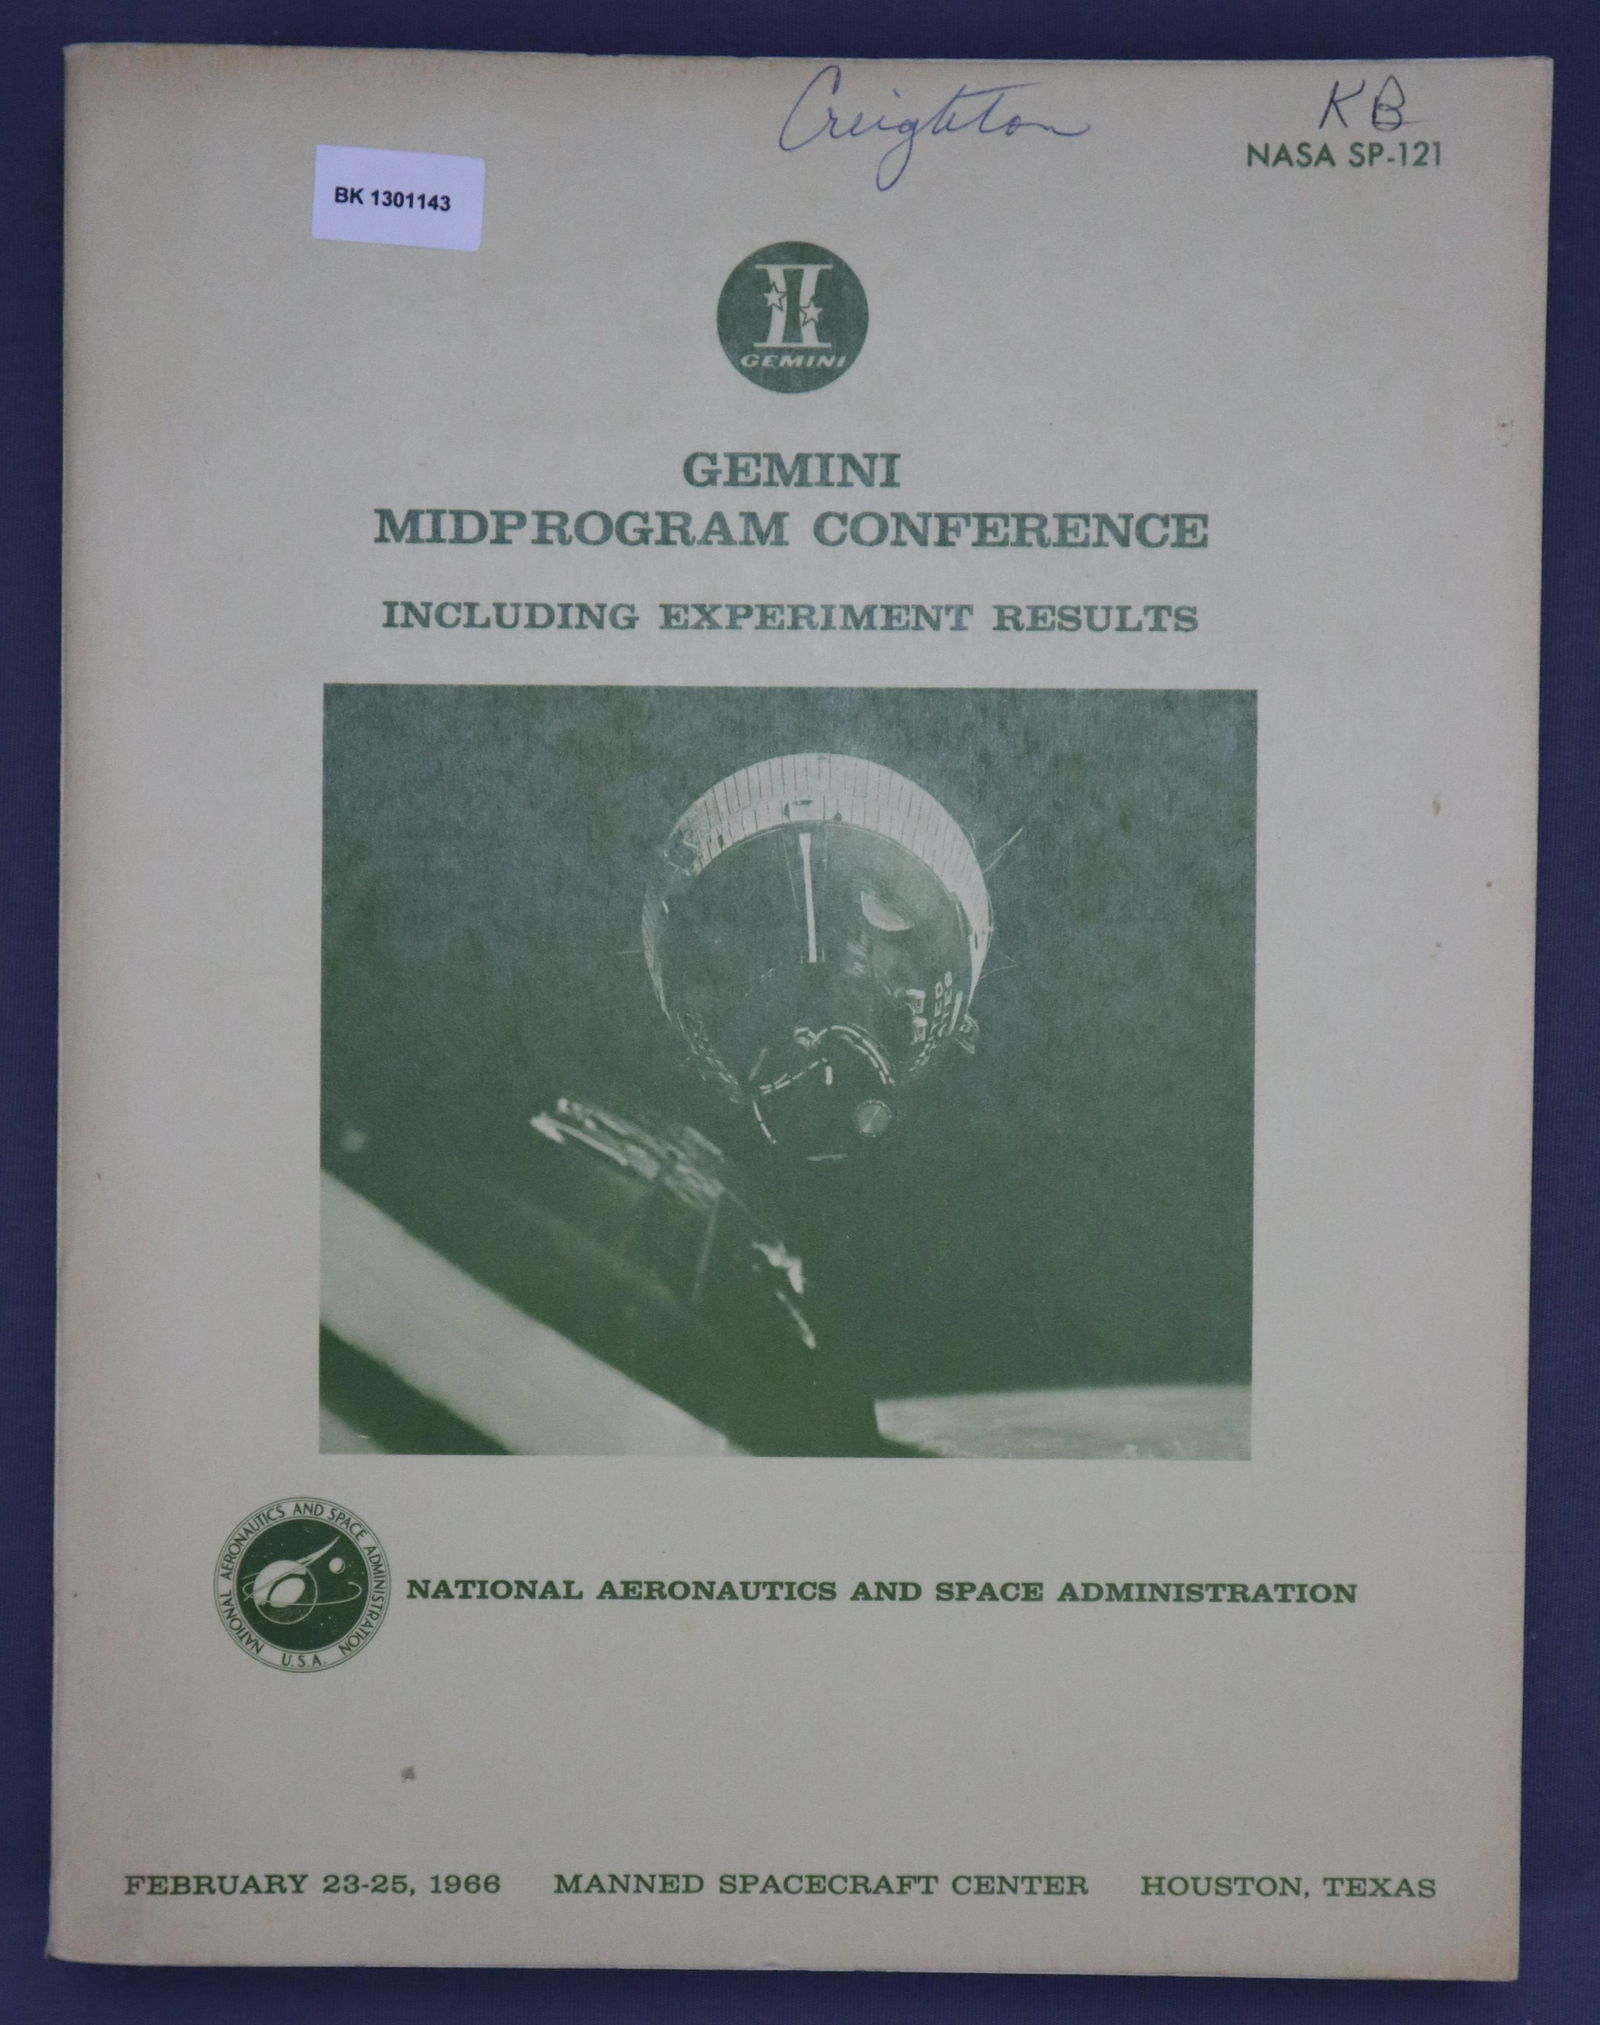 Creighton
KB
NASA SP-121
BK 1301143
GEMINI
GEMINI
MIDPROGRAM CONFERENCE
INCLUDING EXPERIMENT RESULTS
NATIONAL AERONAUTICS AND SPACE ADMINISTRATION
U.S.A.
NATIONAL AERONAUTICS AND SPACE ADMINISTRATION
FEBRUARY 23-25, 1966 MANNED SPACECRAFT CENTER HOUSTON, TEXAS